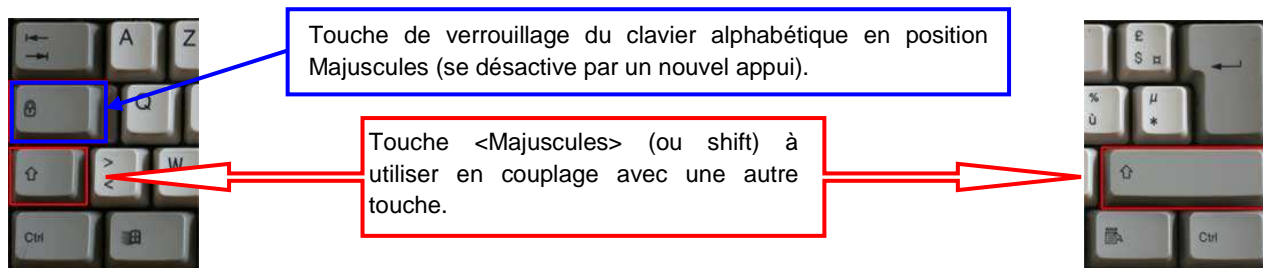 A Z
Touche de verrouillage du clavier alphabétique en position
Majuscules (se désactive par un nouvel appui).
£
$ ¤
Q
% µ
ù *
Touche <Majuscules> (ou shift) à
utiliser en couplage avec une autre
touche.
> W
<
Ctrl
Ctrl